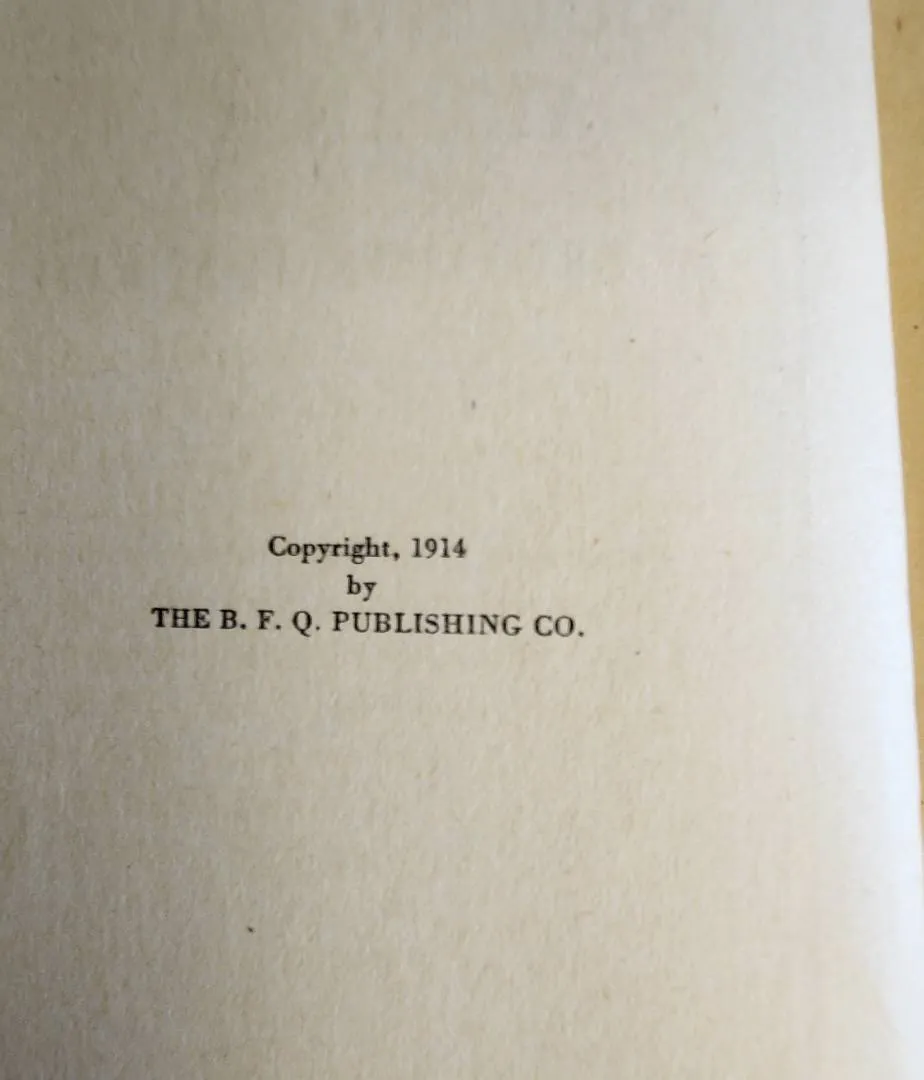 Copyright, 1914
by
THE B. F. Q. PUBLISHING CO.